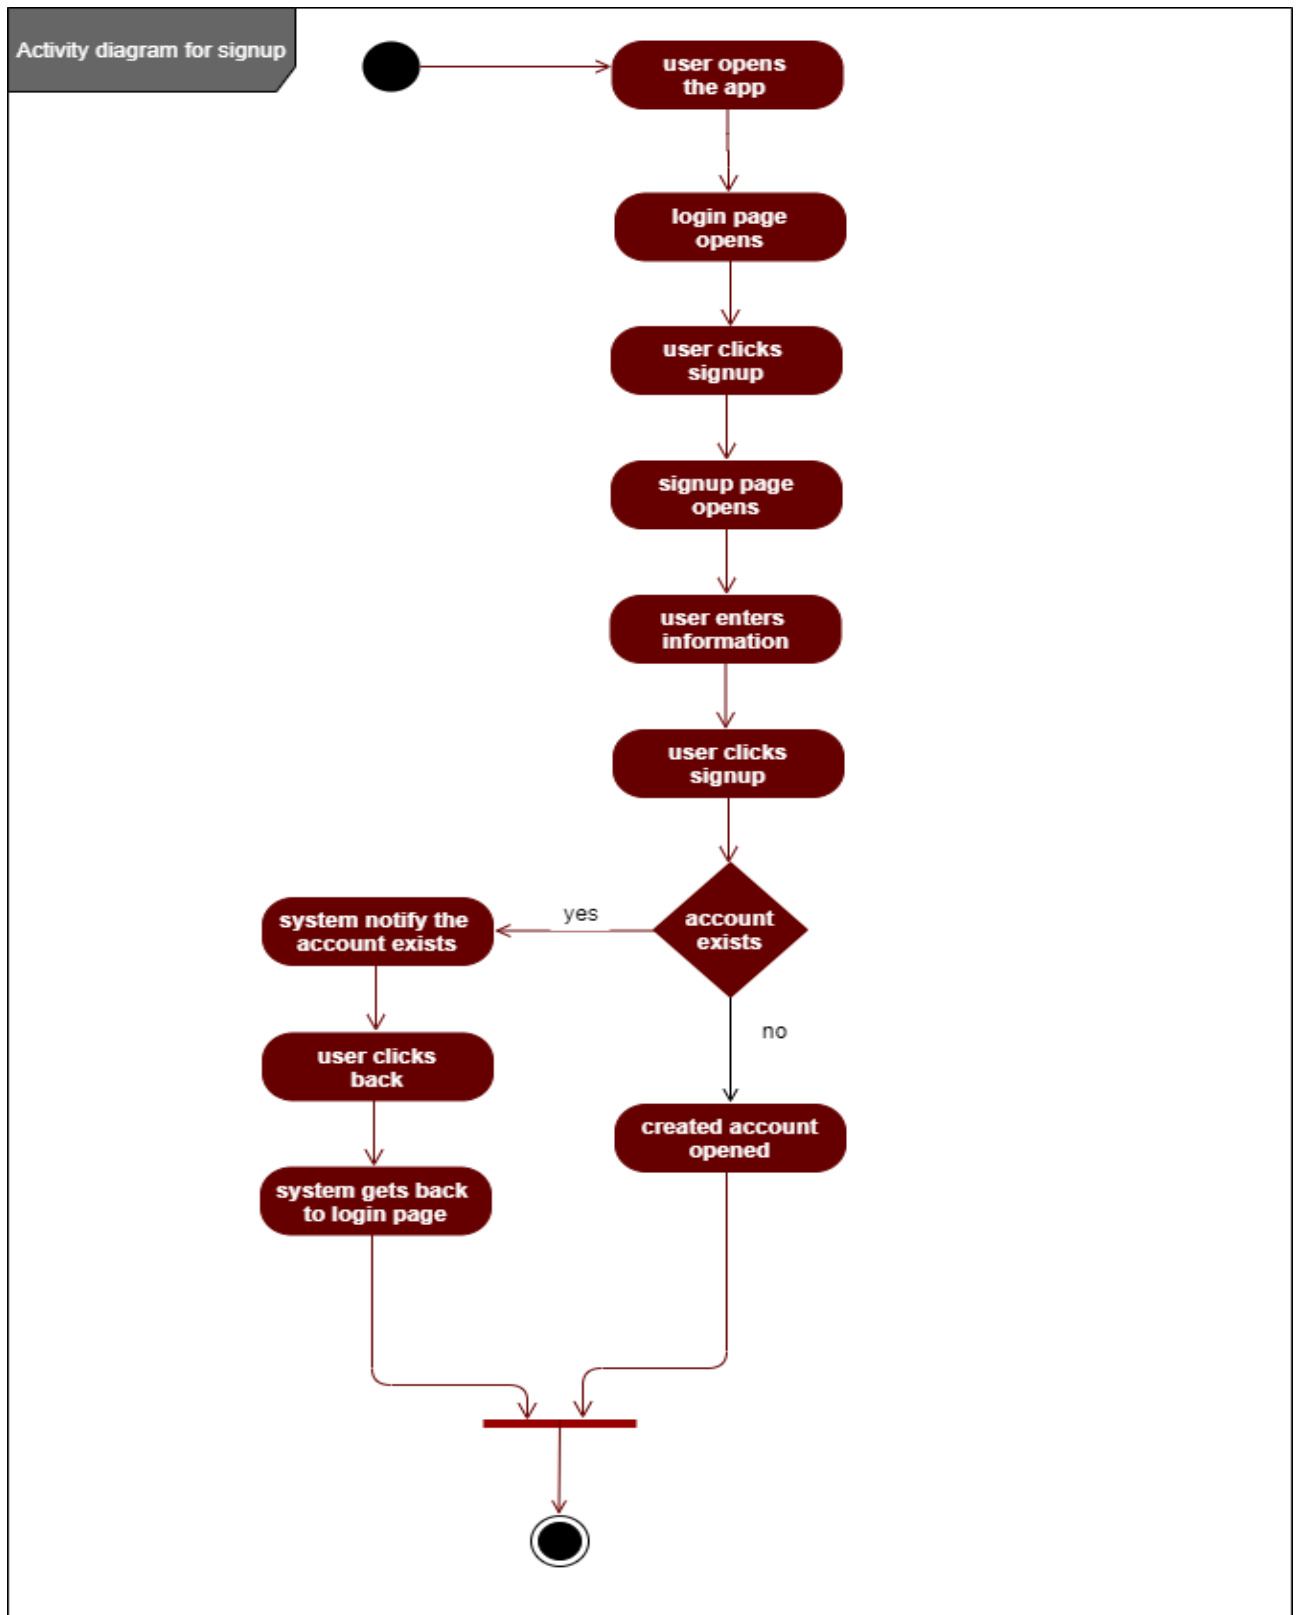 Activity diagram for signup
user opens
the app
login page
opens
user clicks
signup
signup page
opens
user enters
information
user clicks
signup
account
exists
yes
system notify the
account exists
user clicks
back
system gets back
to login page
no
created account
opened